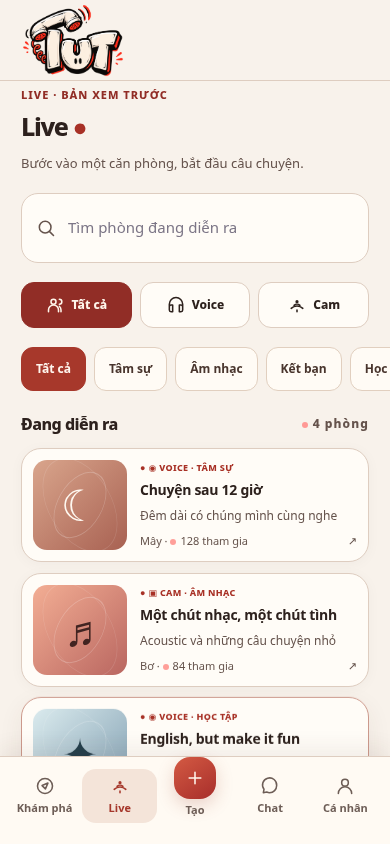 TUT
LIVE · BẢN XEM TRƯỚC
Live
Bước vào một căn phòng, bắt đầu câu chuyện.
Tìm phòng đang diễn ra
Tất cả
Voice
Cam
Tất cả
Tâm sự
Âm nhạc
Kết bạn
Học
Đang diễn ra
4 phòng
VOICE · TÂM SỰ
Chuyện sau 12 giờ
Đêm dài có chúng mình cùng nghe
Mây · 128 tham gia
CAM · ÂM NHẠC
Một chút nhạc, một chút tình
Acoustic và những câu chuyện nhỏ
Bơ · 84 tham gia
VOICE · HỌC TẬP
English, but make it fun
Khám phá
Live
Tạo
Chat
Cá nhân